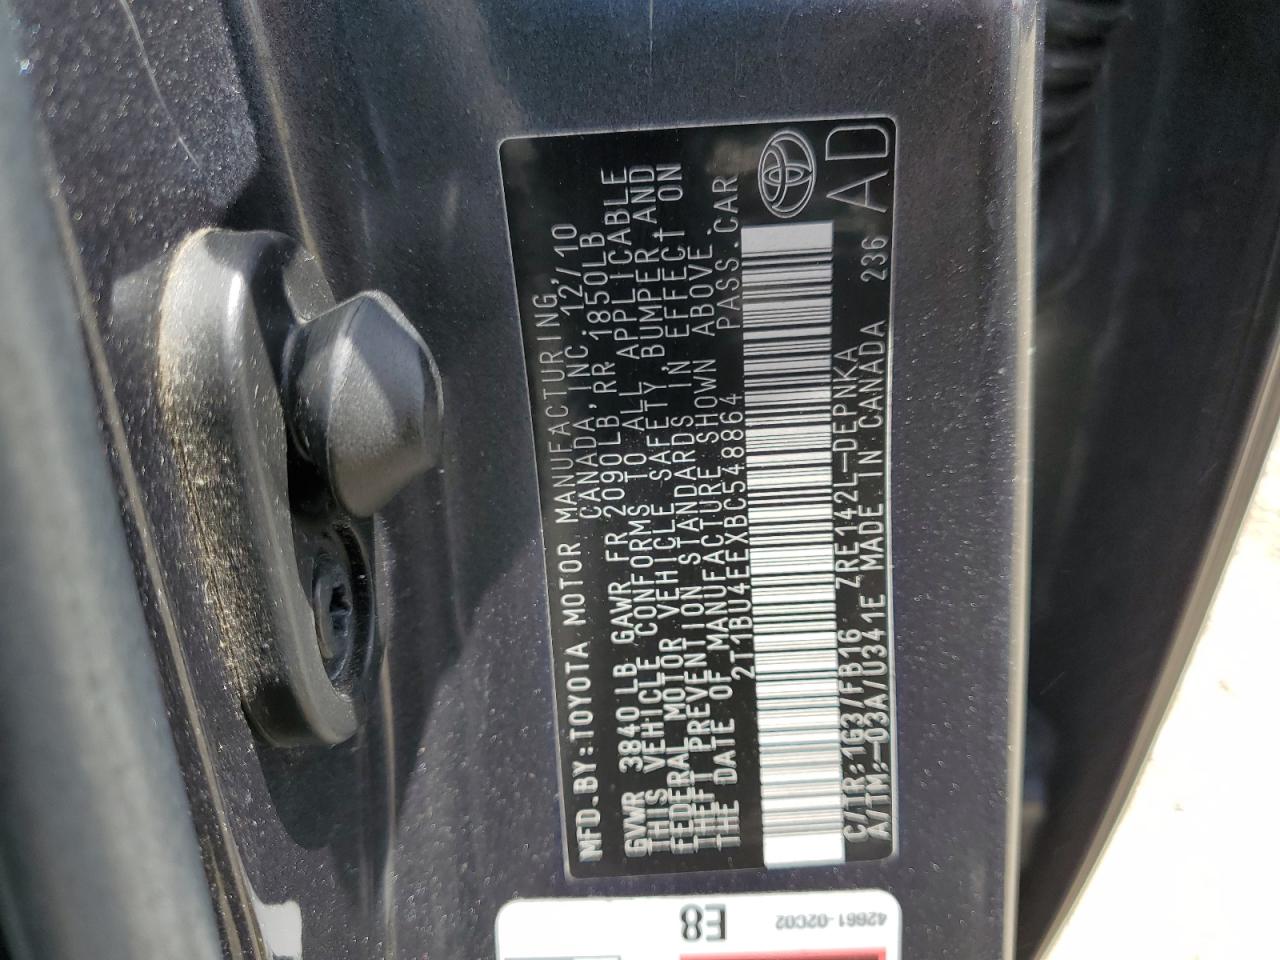 MFD.BY:TOYOTA MOTOR MANUFACTURING,
CANADA,INC. 12/10
GVWR 3840LB GAWR FR 2090LB,RR 1850LB
THIS VEHICLE CONFORMS TO ALL APPLICABLE
FEDERAL MOTOR VEHICLE SAFETY,BUMPER,AND
THEFT PREVENTION STANDARDS IN EFFECT ON
THE DATE OF MANUFACTURE SHOWN ABOVE.
2T1BU4EEXBC548864 PASS.CAR
C/TR:1G3/FB16 ZRE142L-DEPNKA
A/TM:-03A/U341E MADE IN CANADA 236
AD
E8
42661-02C02